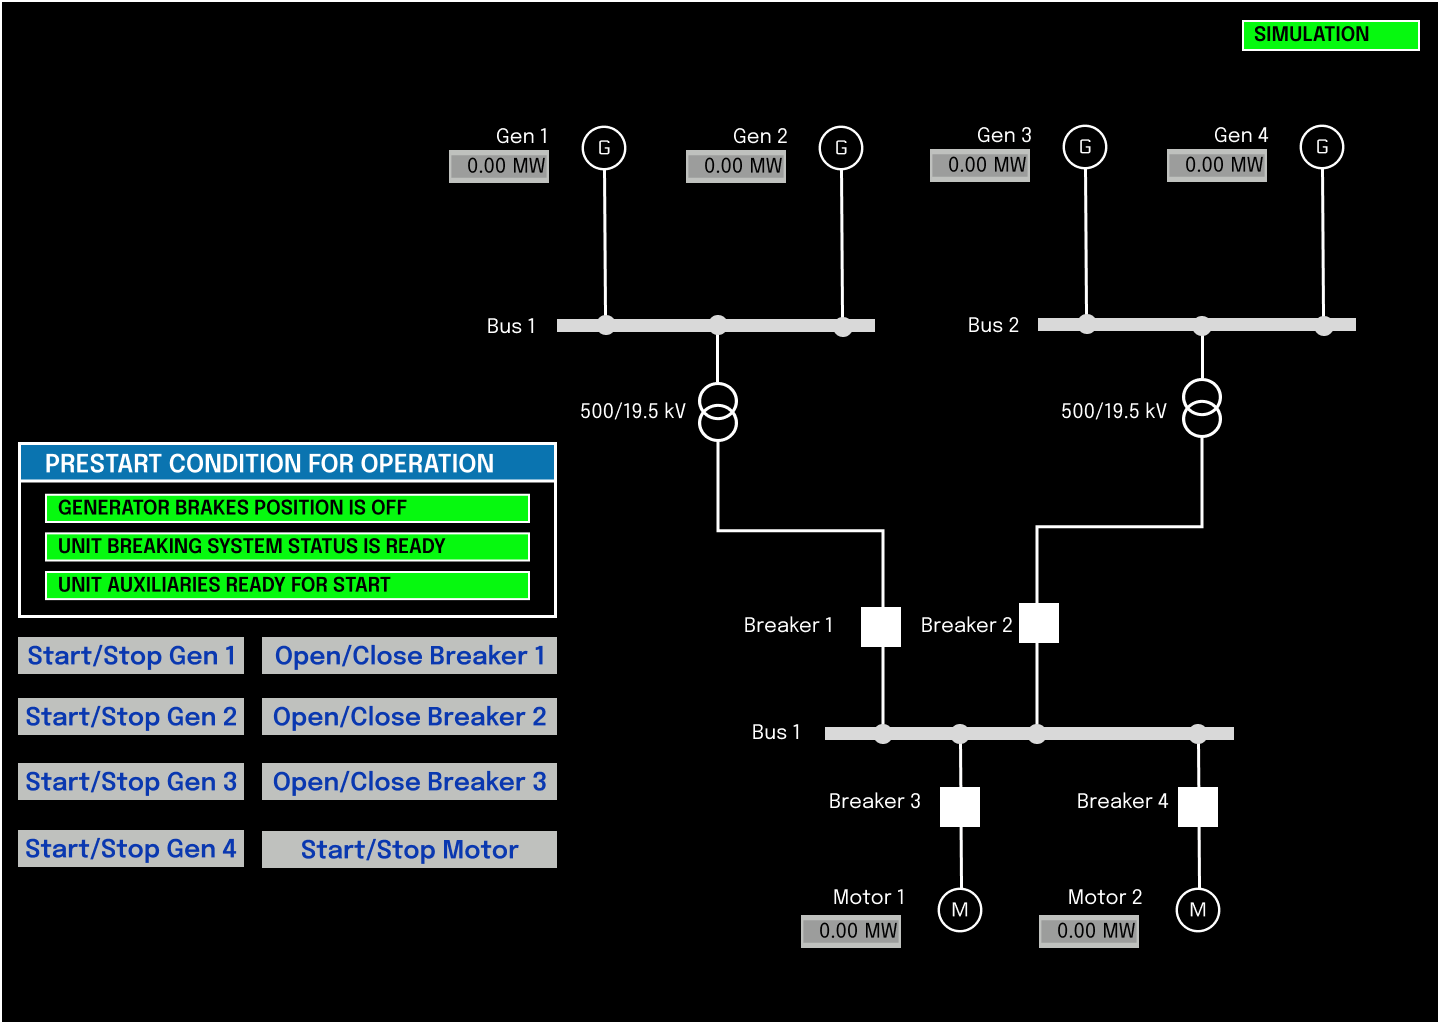 SIMULATION
Gen 1
0.00 MW
G
Gen 2
0.00 MW
G
Gen 3
0.00 MW
G
Gen 4
0.00 MW
G
Bus 1
Bus 2
500/19.5 kV
500/19.5 kV
PRESTART CONDITION FOR OPERATION
GENERATOR BRAKES POSITION IS OFF
UNIT BREAKING SYSTEM STATUS IS READY
UNIT AUXILIARIES READY FOR START
Breaker 1
Breaker 2
Start/Stop Gen 1
Open/Close Breaker 1
Start/Stop Gen 2
Open/Close Breaker 2
Bus 1
Start/Stop Gen 3
Open/Close Breaker 3
Breaker 3
Breaker 4
Start/Stop Gen 4
Start/Stop Motor
Motor 1
0.00 MW
M
Motor 2
0.00 MW
M